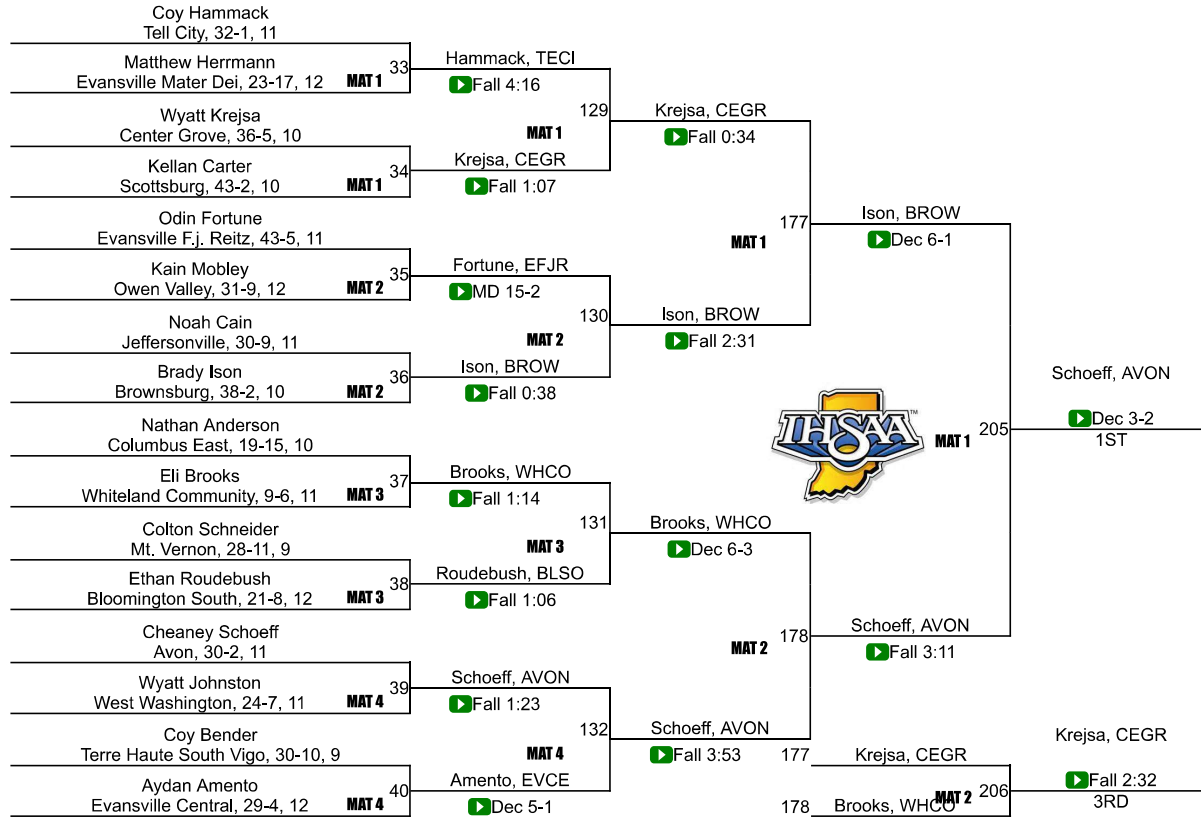 Coy Hammack
Tell City, 32-1, 11
33
Hammack, TECI
Matthew Herrmann
Evansville Mater Dei, 23-17, 12
MAT 1
Fall 4:16
129
Krejsa, CEGR
Wyatt Krejsa
Center Grove, 36-5, 10
MAT 1
Fall 0:34
34
Krejsa, CEGR
Kellan Carter
Scottsburg, 43-2, 10
MAT 1
Fall 1:07
177
Ison, BROW
MAT 1
Dec 6-1
Odin Fortune
Evansville F.j. Reitz, 43-5, 11
35
Fortune, EFJR
Kain Mobley
Owen Valley, 31-9, 12
MAT 2
MD 15-2
130
Ison, BROW
Noah Cain
Jeffersonville, 30-9, 11
MAT 2
Fall 2:31
36
Ison, BROW
Brady Ison
Brownsburg, 38-2, 10
MAT 2
Fall 0:38
Schoeff, AVON
IHSAA
TM
MAT 1
205
Dec 3-2
1ST
Nathan Anderson
Columbus East, 19-15, 10
37
Brooks, WHCO
Eli Brooks
Whiteland Community, 9-6, 11
MAT 3
Fall 1:14
131
Brooks, WHCO
Colton Schneider
Mt. Vernon, 28-11, 9
MAT 3
Dec 6-3
38
Roudebush, BLSO
Ethan Roudebush
Bloomington South, 21-8, 12
MAT 3
Fall 1:06
178
Schoeff, AVON
MAT 2
Fall 3:11
Cheaney Schoeff
Avon, 30-2, 11
39
Schoeff, AVON
Wyatt Johnston
West Washington, 24-7, 11
MAT 4
Fall 1:23
132
Schoeff, AVON
Coy Bender
Terre Haute South Vigo, 30-10, 9
MAT 4
Fall 3:53
40
Amento, EVCE
Aydan Amento
Evansville Central, 29-4, 12
MAT 4
Dec 5-1
177
Krejsa, CEGR
Krejsa, CEGR
178
Brooks, WHCO
MAT 2
206
Fall 2:32
3RD